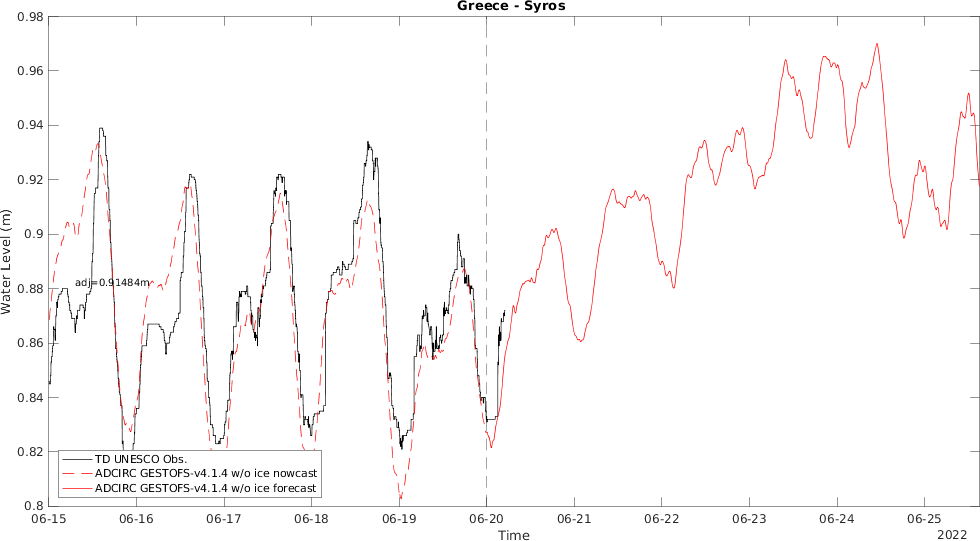 Greece - Syros
0.98
0.96
0.94
0.92
0.9
0.88
0.86
0.84
0.82
0.8
Water Level (m)
adj=0.91484m
TD UNESCO Obs.
ADCIRC GESTOFS-v4.1.4 w/o ice nowcast
ADCIRC GESTOFS-v4.1.4 w/o ice forecast
06-15 06-16 06-17 06-18 06-19 06-20 06-21 06-22 06-23 06-24 06-25
Time
2022